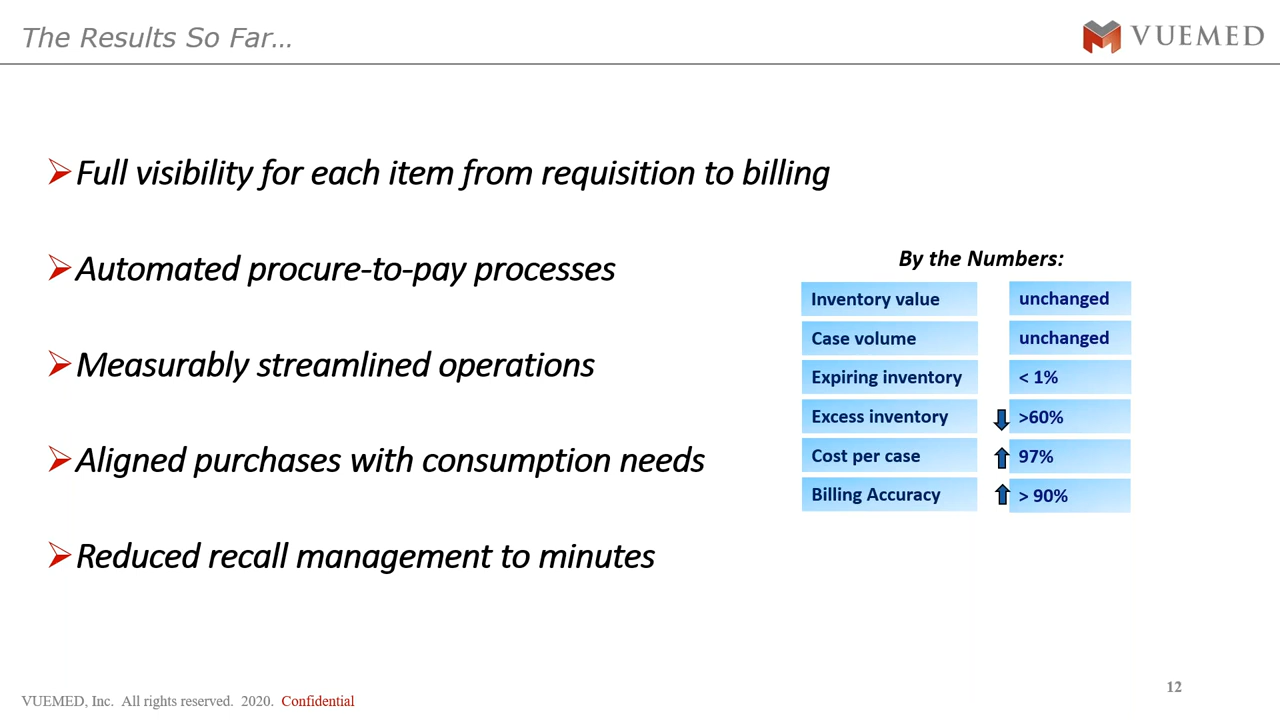 The Results So Far…
VUEMED
Full visibility for each item from requisition to billing
Automated procure-to-pay processes
Measurably streamlined operations
Aligned purchases with consumption needs
Reduced recall management to minutes
By the Numbers:
Inventory value unchanged
Case volume unchanged
Expiring inventory < 1%
Excess inventory >60%
Cost per case 97%
Billing Accuracy > 90%
VUEMED, Inc. All rights reserved. 2020. Confidential
12